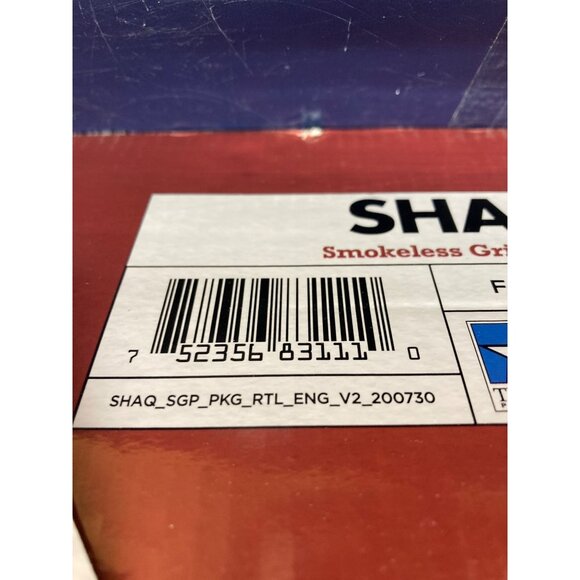 SHA
Smokeless Gri
F
7 52356 83111 0
SHAQ_SGP_PKG_RTL_ENG_V2_200730
T